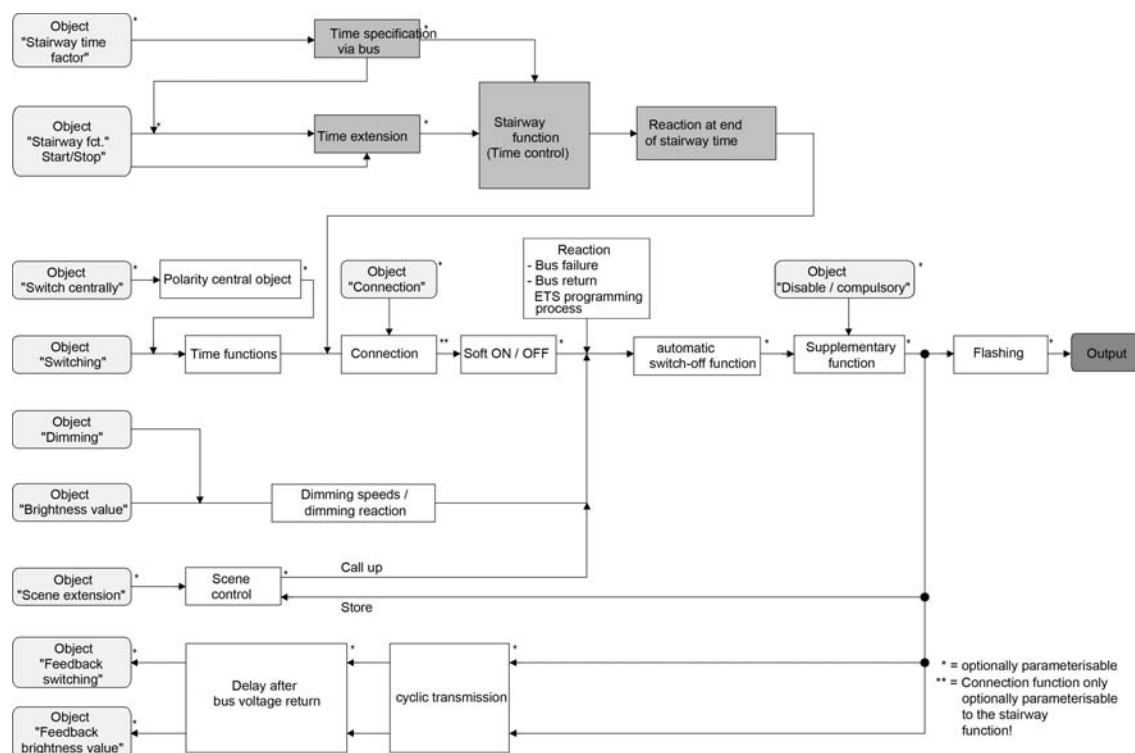 Object
"Stairway time
factor"
*
Time specification
via bus
*
Object
"Stairway fct."
Start/Stop"
*
Time extension
*
Stairway
function
(Time control)
Reaction at end
of stairway time
Object
"Switch centrally"
*
Polarity central object
*
Object
"Connection"
*
Reaction
- Bus failure
- Bus return
ETS programming
process
Object
"Disable / compulsory"
*
Object
"Switching"
Time functions
Connection
**
Soft ON / OFF
*
automatic
switch-off function
*
Supplementary
function
*
Flashing
*
Output
Object
"Dimming"
Object
"Brightness value"
Dimming speeds /
dimming reaction
Object
"Scene extension"
*
Scene
control
*
Call up
Store
Object
"Feedback
switching"
*
Delay after
bus voltage return
*
cyclic transmission
*
Object
"Feedback
brightness value"
*
*
*
* = optionally parameterisable
** = Connection function only
optionally parameterisable
to the stairway
function!